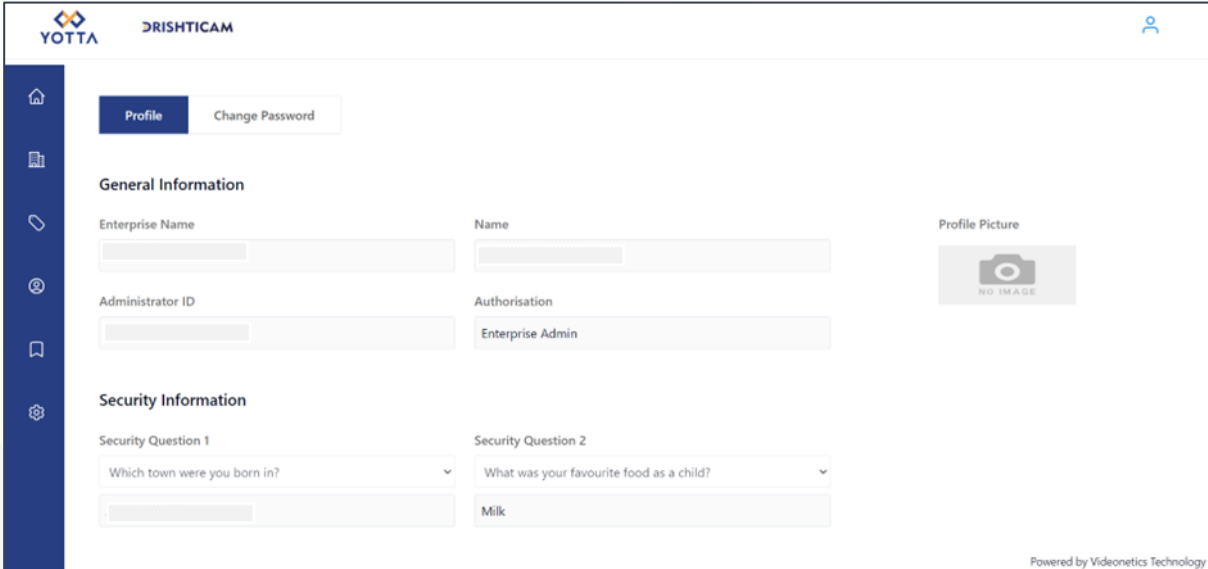 YOTTA
DRISHTICAM
Profile
Change Password
General Information
Enterprise Name
Name
Profile Picture
NO IMAGE
Administrator ID
Authorisation
Enterprise Admin
Security Information
Security Question 1
Security Question 2
Which town were you born in?
What was your favourite food as a child?
Milk
Powered by Videonetics Technology